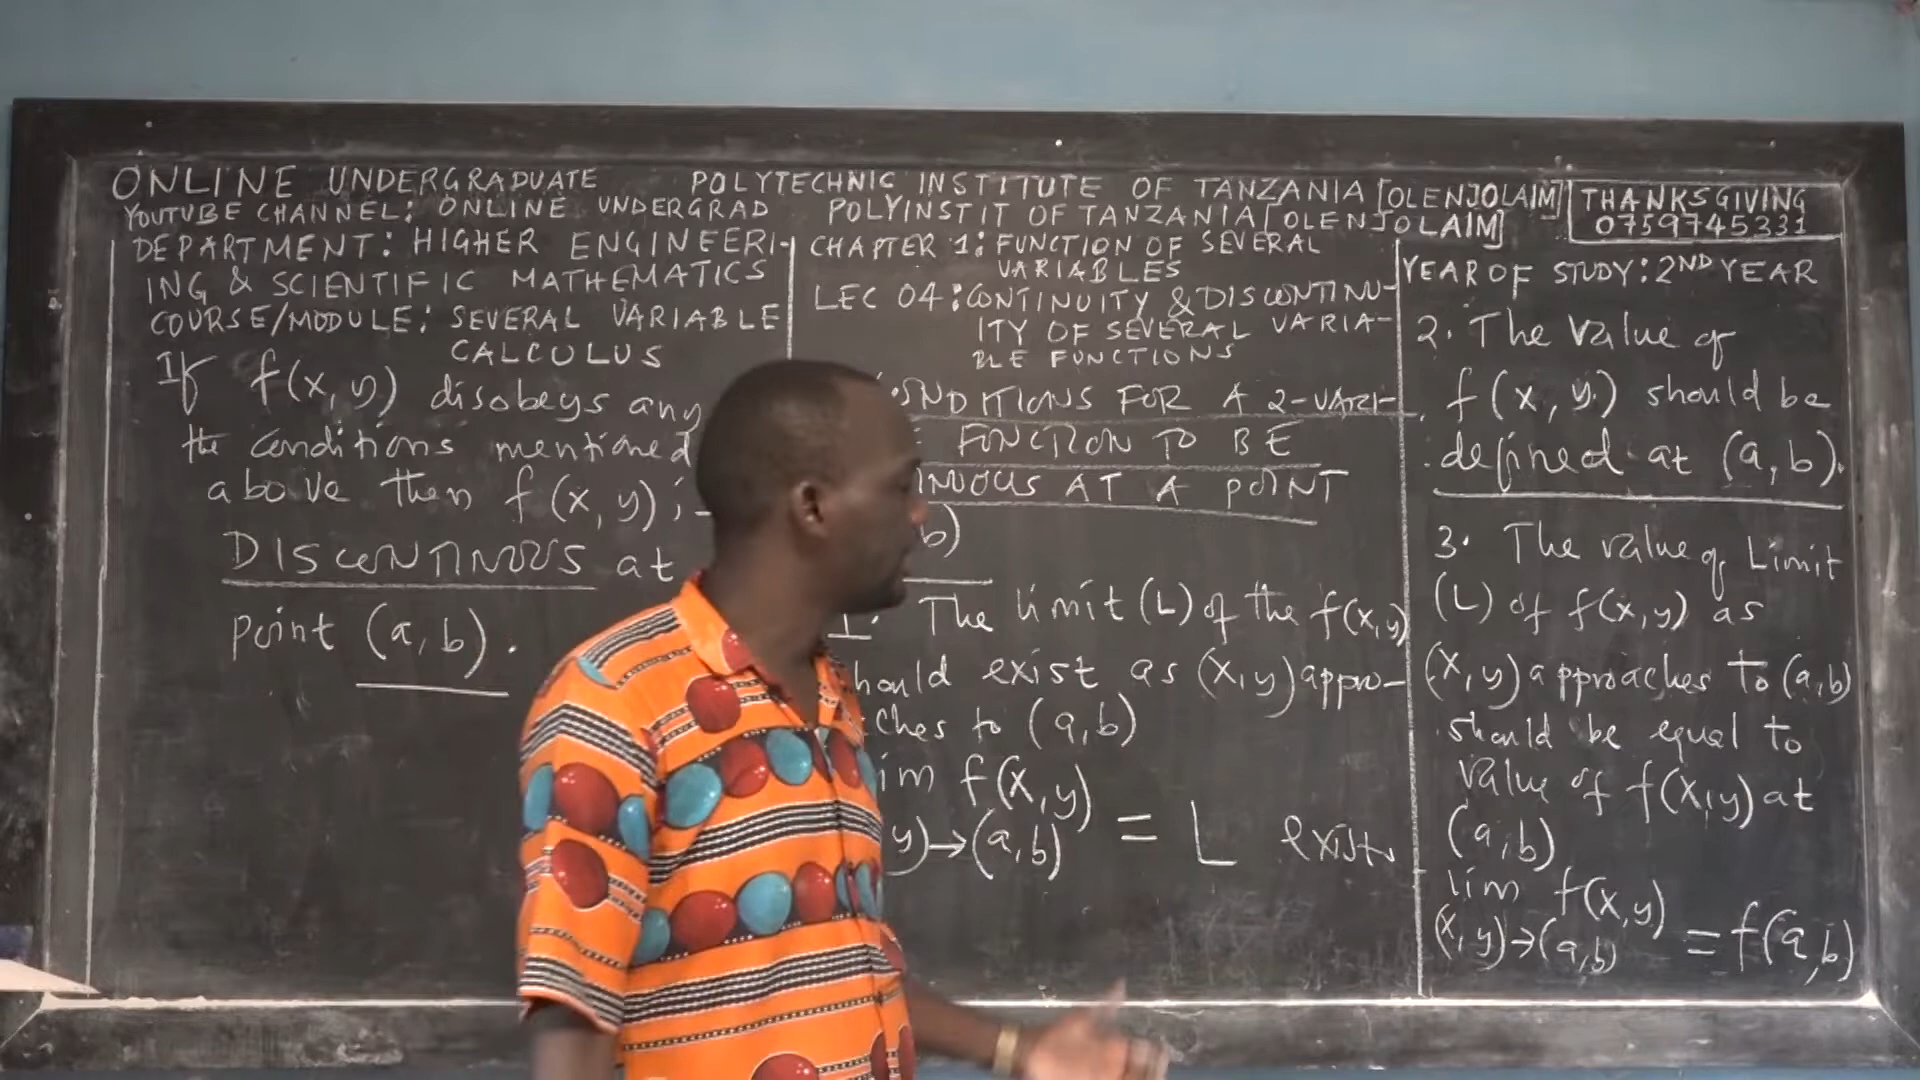 ONLINE UNDERGRADUATE POLYTECHNIC INSTITUTE OF TANZANIA [OLENJOLAIM]
YOUTUBE CHANNEL: ONLINE UNDERGRAD POLYINSTIT OF TANZANIA [OLENJOLAIM]
THANKSGIVING
0759745331
DEPARTMENT: HIGHER ENGINEERI-
ING & SCIENTIFIC MATHEMATICS
COURSE/MODULE: SEVERAL VARIABLE
CALCULUS
If f(x, y) disobeys any
the conditions mentioned
above then f(x, y) i
DISCONTINUOUS at
point (a, b).
CHAPTER 1: FUNCTION OF SEVERAL
VARIABLES
LEC 04: CONTINUITY & DISCONTINU-
ITY OF SEVERAL VARIA-
BLE FUNCTIONS
ONDITIONS FOR A 2-VARI-
FUNCTION TO BE
INUOUS AT A POINT
b)
1. The limit (L) of the f(x,y)
hould exist as (x,y) appro-
ches to (a,b)
im f(x,y)
y)→(a,b) = L exists
YEAR OF STUDY: 2ND YEAR
2. The value of
f(x, y) should be
defined at (a,b).
3. The value of Limit
(L) of f(x,y) as
(x,y) approaches to (a,b)
should be equal to
value of f(x,y) at
(a,b)
lim f(x,y)
(x,y)→(a,b) = f(a,b)